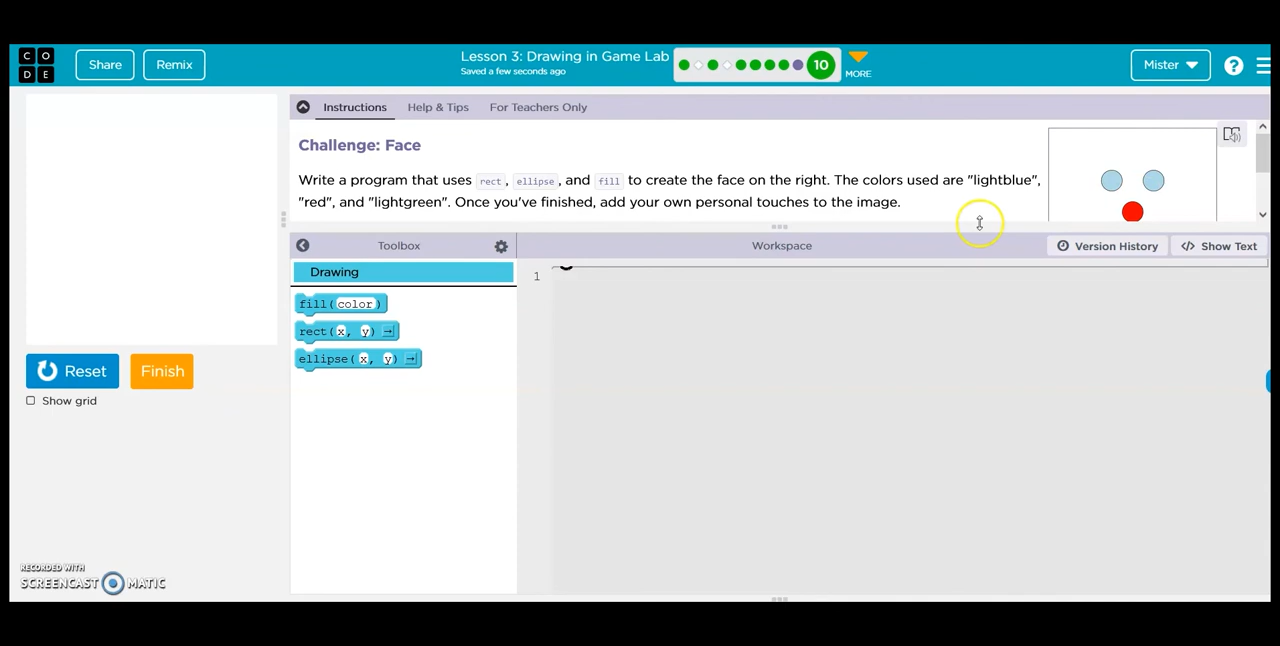 C O
D E
Share
Remix
Lesson 3: Drawing in Game Lab
Saved a few seconds ago
10
MORE
Mister
?
Instructions
Help & Tips
For Teachers Only
Challenge: Face
Write a program that uses rect, ellipse, and fill to create the face on the right. The colors used are "lightblue",
"red", and "lightgreen". Once you've finished, add your own personal touches to the image.
Toolbox
Workspace
Version History
</> Show Text
Drawing
1
fill(color)
rect(x, y)
ellipse(x, y)
Reset
Finish
Show grid
RECORDED WITH
SCREENCAST MATIC